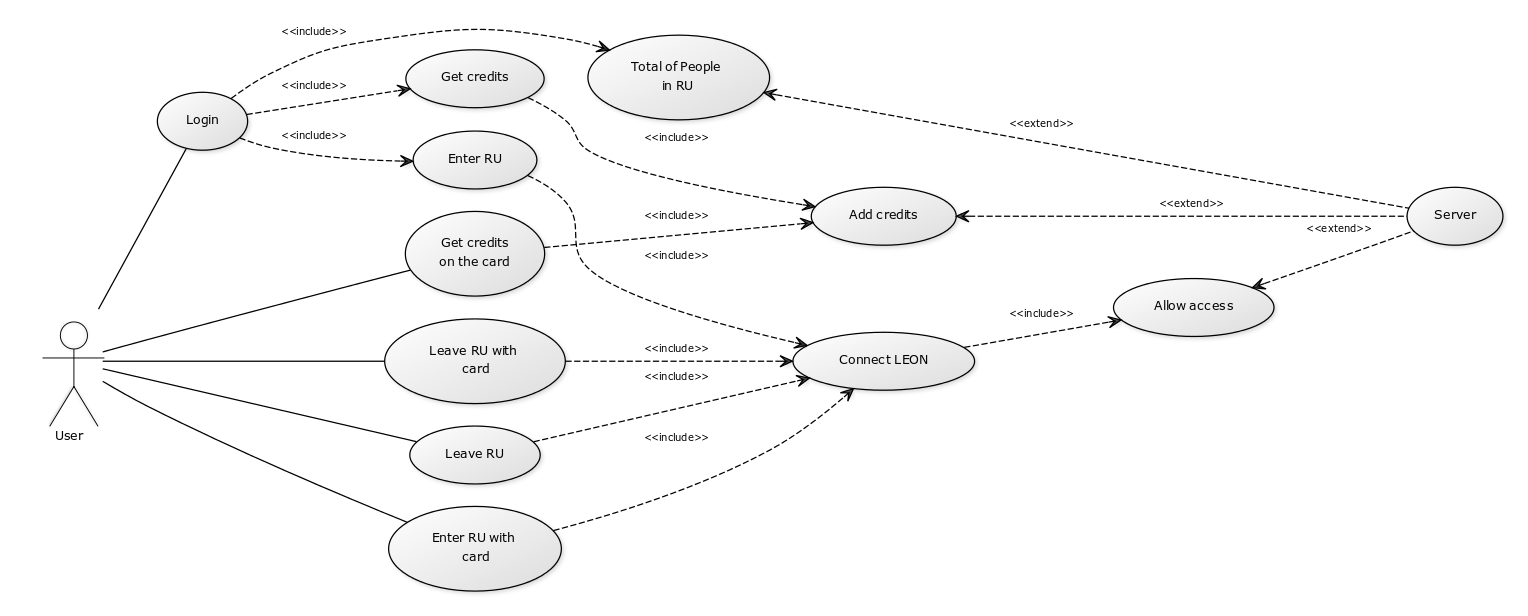 <<include>>
Total of People
in RU
Get credits
<<include>>
Login
<<extend>>
<<include>>
<<include>>
Enter RU
<<extend>>
<<include>>
Add credits
Server
<<extend>>
Get credits
on the card
<<include>>
Allow access
<<include>>
Leave RU with
card
<<include>>
Connect LEON
<<include>>
User
<<include>>
Leave RU
Enter RU with
card